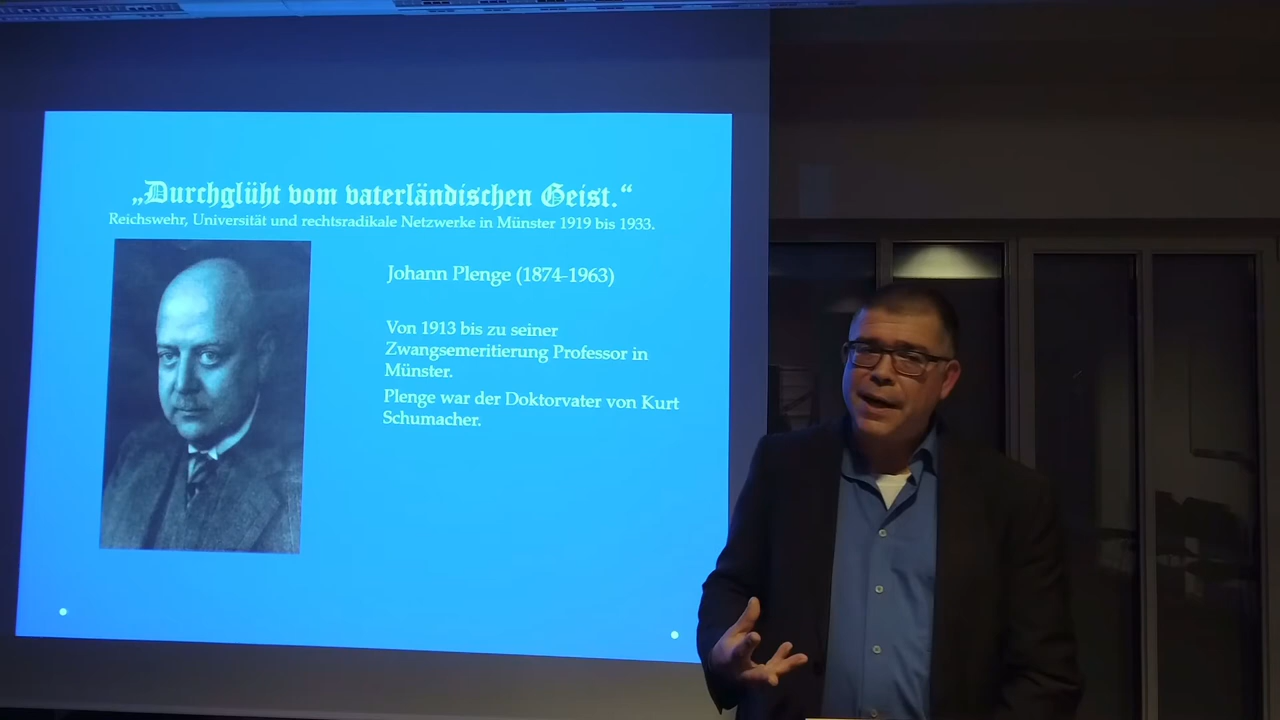 „Durchglüht vom vaterländischen Geist.“
Reichswehr, Universität und rechtsradikale Netzwerke in Münster 1919 bis 1933.
Johann Plenge (1874-1963)
Von 1913 bis zu seiner
Zwangsemeritierung Professor in
Münster.
Plenge war der Doktorvater von Kurt
Schumacher.